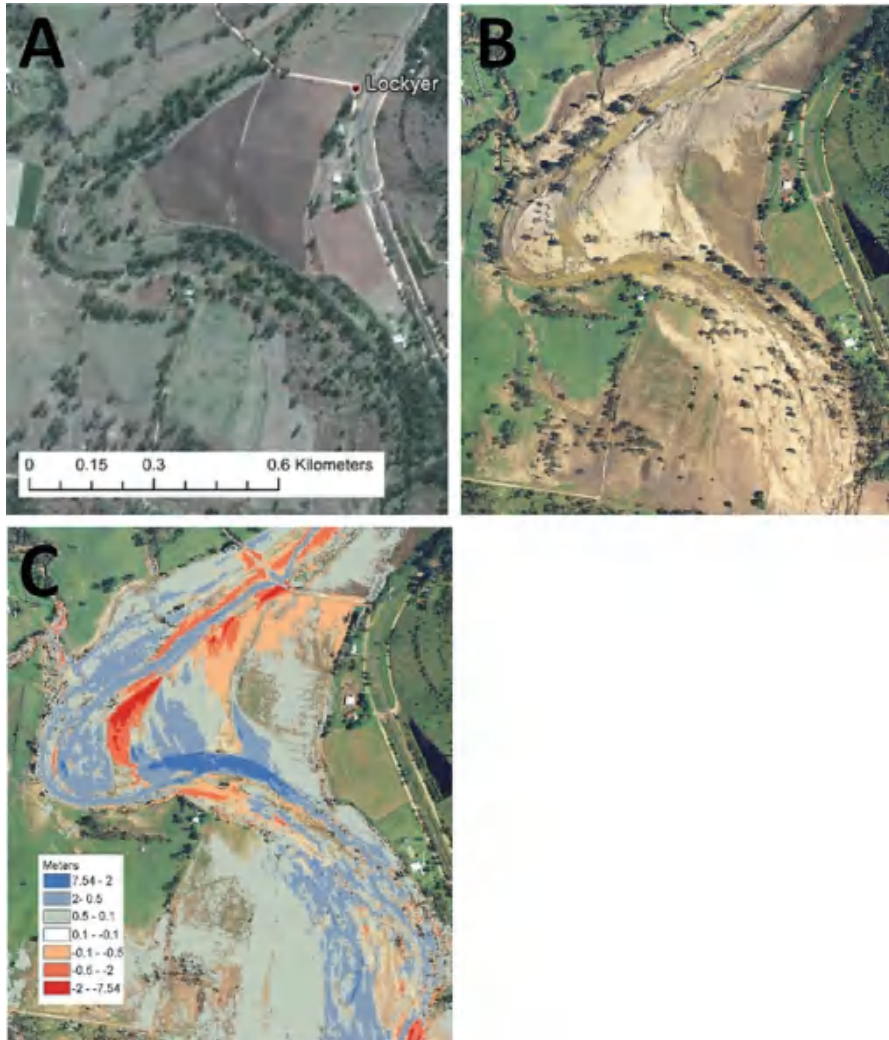 A
B
Lockyer
0 0.15 0.3 0.6 Kilometers
C
Meters
7.54 - 2
2- 0.5
0.5 - 0.1
0.1 - -0.1
-0.1 - -0.5
-0.5 - -2
-2 - -7.54